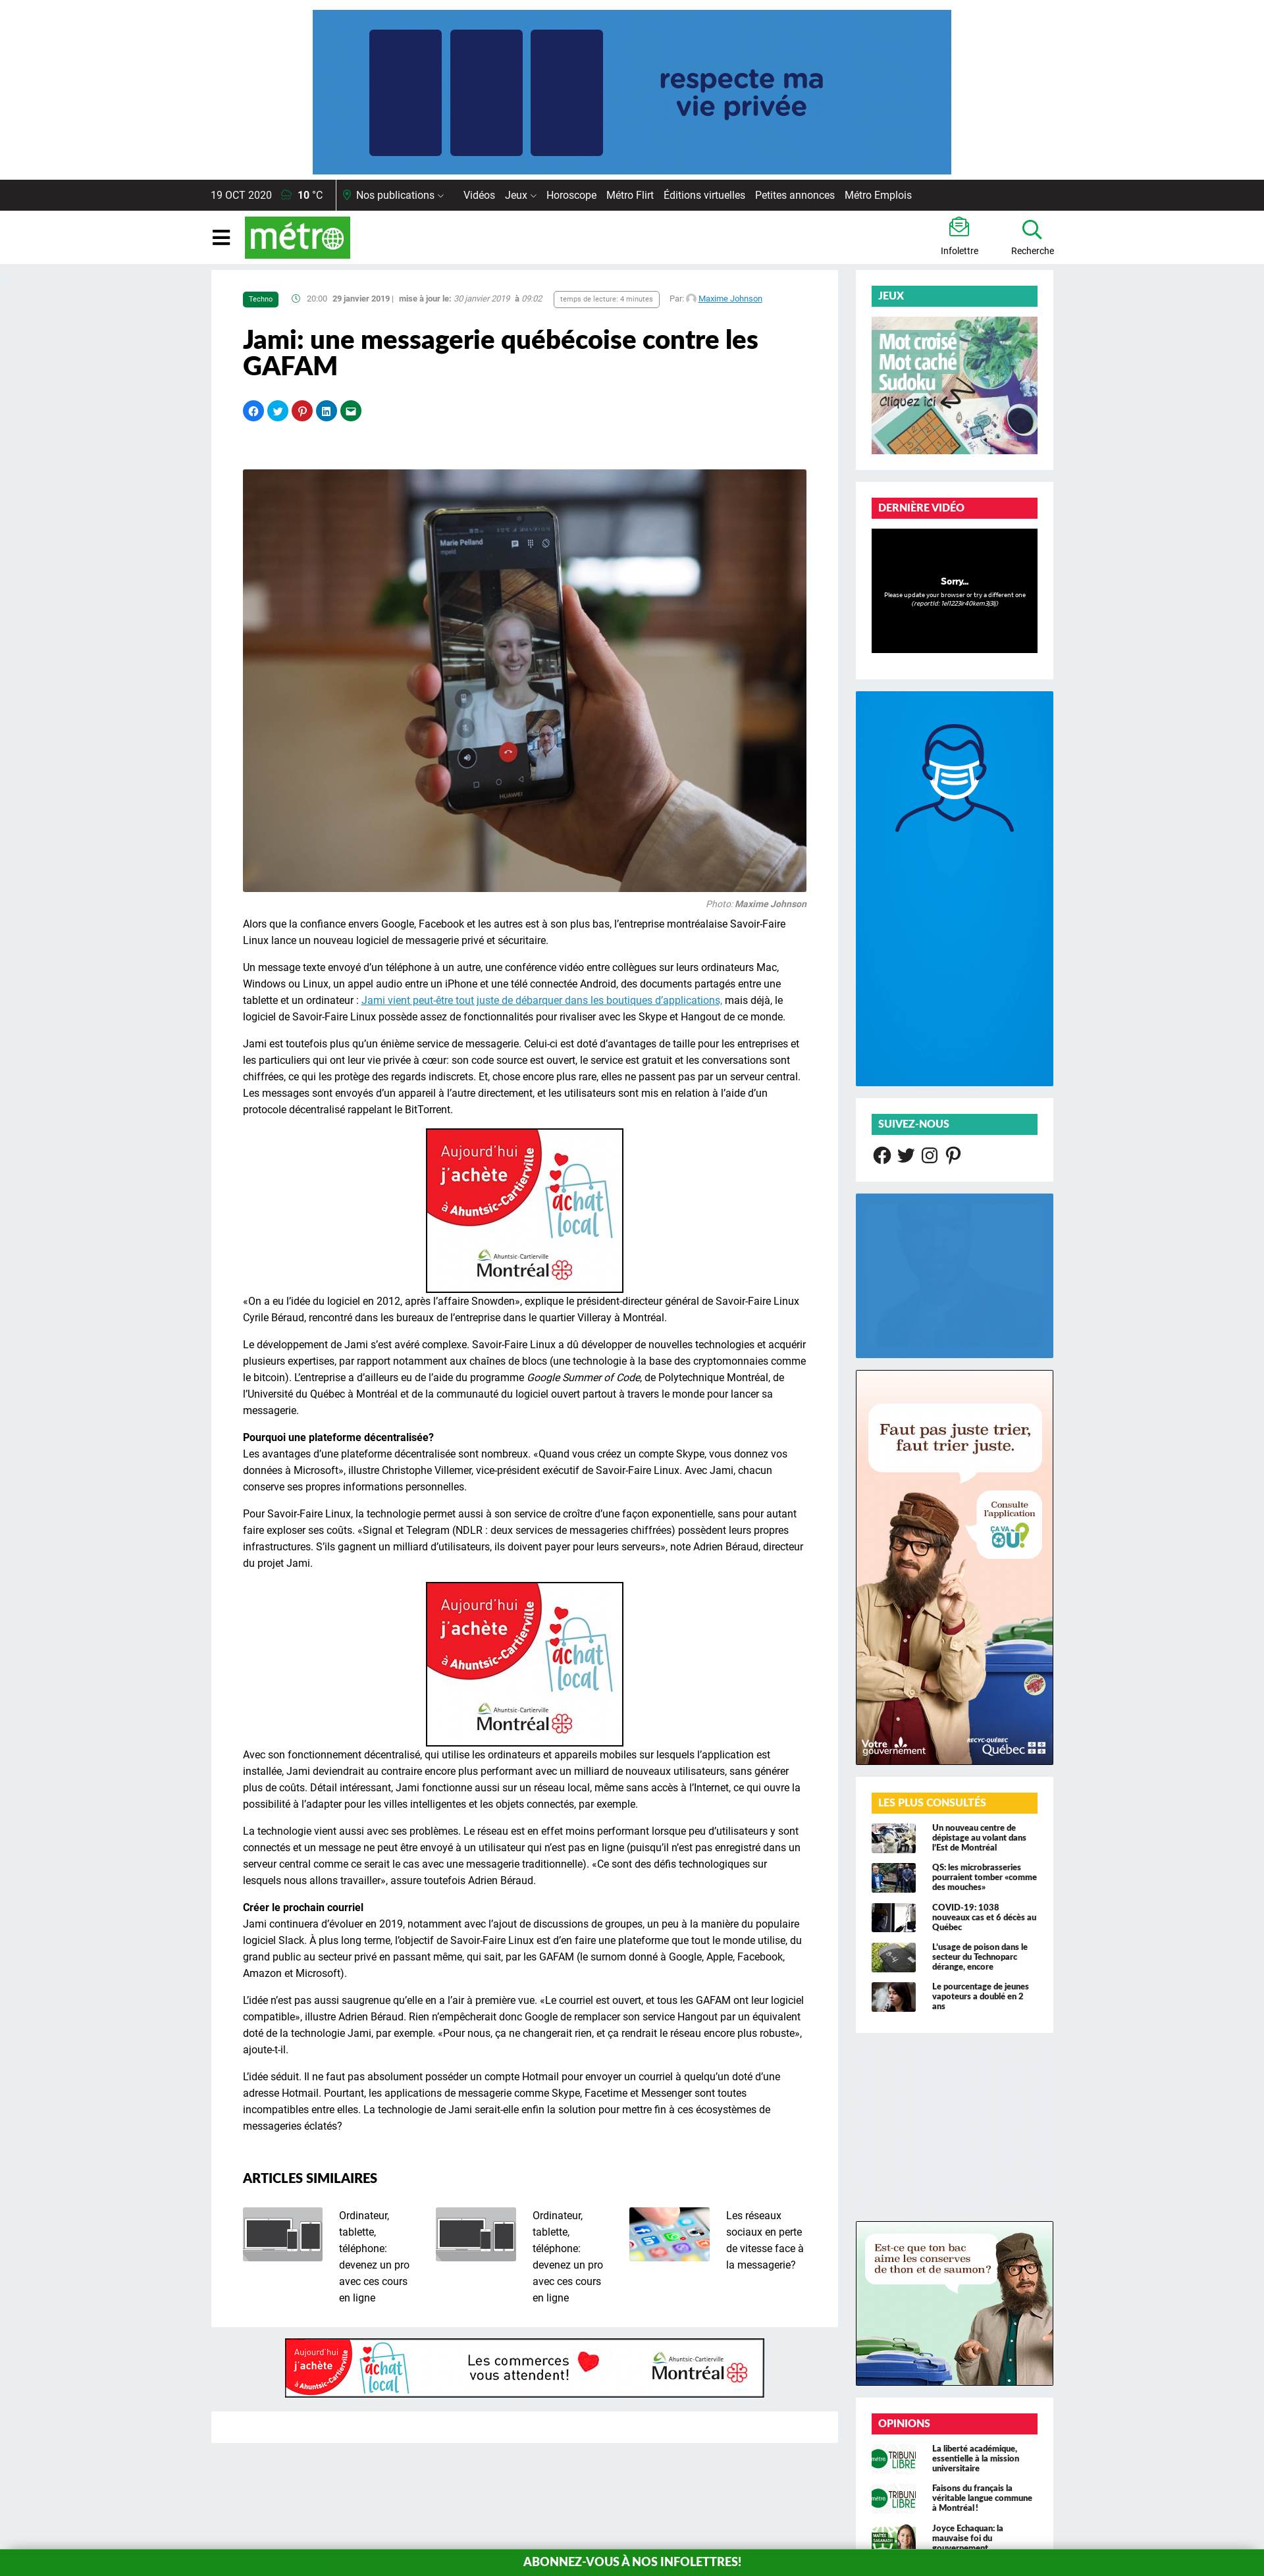 respecte ma
vie privée
19 OCT 2020 10 °C Nos publications Vidéos Jeux Horoscope Métro Flirt Éditions virtuelles Petites annonces Métro Emplois
métro
Infolettre
Recherche
Techno 20:00 29 janvier 2019 | mise à jour le: 30 janvier 2019 à 09:02 temps de lecture: 4 minutes Par: Maxime Johnson
Jami: une messagerie québécoise contre les
GAFAM
Marie Pelland
HUAWEI
Photo: Maxime Johnson
Alors que la confiance envers Google, Facebook et les autres est à son plus bas, l’entreprise montréalaise Savoir-Faire
Linux lance un nouveau logiciel de messagerie privé et sécuritaire.
Un message texte envoyé d’un téléphone à un autre, une conférence vidéo entre collègues sur leurs ordinateurs Mac,
Windows ou Linux, un appel audio entre un iPhone et une télé connectée Android, des documents partagés entre une
tablette et un ordinateur : Jami vient peut-être tout juste de débarquer dans les boutiques d’applications, mais déjà, le
logiciel de Savoir-Faire Linux possède assez de fonctionnalités pour rivaliser avec les Skype et Hangout de ce monde.
Jami est toutefois plus qu’un énième service de messagerie. Celui-ci est doté d’avantages de taille pour les entreprises et
les particuliers qui ont leur vie privée à cœur: son code source est ouvert, le service est gratuit et les conversations sont
chiffrées, ce qui les protège des regards indiscrets. Et, chose encore plus rare, elles ne passent pas par un serveur central.
Les messages sont envoyés d’un appareil à l’autre directement, et les utilisateurs sont mis en relation à l’aide d’un
protocole décentralisé rappelant le BitTorrent.
Aujourd’hui
j’achète
à Ahuntsic-Cartierville
achat
local
Ahuntsic-Cartierville
Montréal
«On a eu l’idée du logiciel en 2012, après l’affaire Snowden», explique le président-directeur général de Savoir-Faire Linux
Cyrile Béraud, rencontré dans les bureaux de l’entreprise dans le quartier Villeray à Montréal.
Le développement de Jami s’est avéré complexe. Savoir-Faire Linux a dû développer de nouvelles technologies et acquérir
plusieurs expertises, par rapport notamment aux chaînes de blocs (une technologie à la base des cryptomonnaies comme
le bitcoin). L’entreprise a d’ailleurs eu de l’aide du programme Google Summer of Code, de Polytechnique Montréal, de
l’Université du Québec à Montréal et de la communauté du logiciel ouvert partout à travers le monde pour lancer sa
messagerie.
Pourquoi une plateforme décentralisée?
Les avantages d’une plateforme décentralisée sont nombreux. «Quand vous créez un compte Skype, vous donnez vos
données à Microsoft», illustre Christophe Villemer, vice-président exécutif de Savoir-Faire Linux. Avec Jami, chacun
conserve ses propres informations personnelles.
Pour Savoir-Faire Linux, la technologie permet aussi à son service de croître d’une façon exponentielle, sans pour autant
faire exploser ses coûts. «Signal et Telegram (NDLR : deux services de messageries chiffrées) possèdent leurs propres
infrastructures. S’ils gagnent un milliard d’utilisateurs, ils doivent payer pour leurs serveurs», note Adrien Béraud, directeur
du projet Jami.
Aujourd’hui
j’achète
à Ahuntsic-Cartierville
achat
local
Ahuntsic-Cartierville
Montréal
Avec son fonctionnement décentralisé, qui utilise les ordinateurs et appareils mobiles sur lesquels l’application est
installée, Jami deviendrait au contraire encore plus performant avec un milliard de nouveaux utilisateurs, sans générer
plus de coûts. Détail intéressant, Jami fonctionne aussi sur un réseau local, même sans accès à l’Internet, ce qui ouvre la
possibilité à l’adapter pour les villes intelligentes et les objets connectés, par exemple.
La technologie vient aussi avec ses problèmes. Le réseau est en effet moins performant lorsque peu d’utilisateurs y sont
connectés et un message ne peut être envoyé à un utilisateur qui n’est pas en ligne (puisqu’il n’est pas enregistré dans un
serveur central comme ce serait le cas avec une messagerie traditionnelle). «Ce sont des défis technologiques sur
lesquels nous allons travailler», assure toutefois Adrien Béraud.
Créer le prochain courriel
Jami continuera d’évoluer en 2019, notamment avec l’ajout de discussions de groupes, un peu à la manière du populaire
logiciel Slack. À plus long terme, l’objectif de Savoir-Faire Linux est d’en faire une plateforme que tout le monde utilise, du
grand public au secteur privé en passant même, qui sait, par les GAFAM (le surnom donné à Google, Apple, Facebook,
Amazon et Microsoft).
L’idée n’est pas aussi saugrenue qu’elle en a l’air à première vue. «Le courriel est ouvert, et tous les GAFAM ont leur logiciel
compatible», illustre Adrien Béraud. Rien n’empêcherait donc Google de remplacer son service Hangout par un équivalent
doté de la technologie Jami, par exemple. «Pour nous, ça ne changerait rien, et ça rendrait le réseau encore plus robuste»,
ajoute-t-il.
L’idée séduit. Il ne faut pas absolument posséder un compte Hotmail pour envoyer un courriel à quelqu’un doté d’une
adresse Hotmail. Pourtant, les applications de messagerie comme Skype, Facetime et Messenger sont toutes
incompatibles entre elles. La technologie de Jami serait-elle enfin la solution pour mettre fin à ces écosystèmes de
messageries éclatés?
ARTICLES SIMILAIRES
Ordinateur,
tablette,
téléphone:
devenez un pro
avec ces cours
en ligne
Ordinateur,
tablette,
téléphone:
devenez un pro
avec ces cours
en ligne
Les réseaux
sociaux en perte
de vitesse face à
la messagerie?
Aujourd’hui
j’achète
à Ahuntsic-Cartierville
achat
local
Les commerces
vous attendent!
Ahuntsic-Cartierville
Montréal
JEUX
Mot croisé
Mot caché
Sudoku
Cliquez ici
DERNIÈRE VIDÉO
Sorry...
Please update your browser or try a different one
SUIVEZ-NOUS
Faut pas juste trier,
faut trier juste.
Consulte
l’application
ÇA VA
OÙ?
Votre
gouvernement
RECYC-QUÉBEC
Québec
LES PLUS CONSULTÉS
Un nouveau centre de
dépistage au volant dans
l’Est de Montréal
QS: les microbrasseries
pourraient tomber «comme
des mouches»
COVID-19: 1038
nouveaux cas et 6 décès au
Québec
L’usage de poison dans le
secteur du Technoparc
dérange, encore
Le pourcentage de jeunes
vapoteurs a doublé en 2
ans
Est-ce que ton bac
aime les conserves
de thon et de saumon?
OPINIONS
métro TRIBUNE
LIBRE
La liberté académique,
essentielle à la mission
universitaire
métro TRIBUNE
LIBRE
Faisons du français la
véritable langue commune
à Montréal!
Joyce Echaquan: la
mauvaise foi du
gouvernement
ABONNEZ-VOUS À NOS INFOLETTRES!